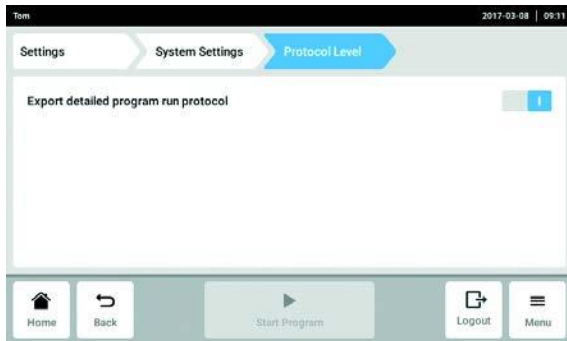 Tom 2017-03-08 | 09:11
Settings System Settings Protocol Level
Export detailed program run protocol I
Home Back Start Program Logout Menu